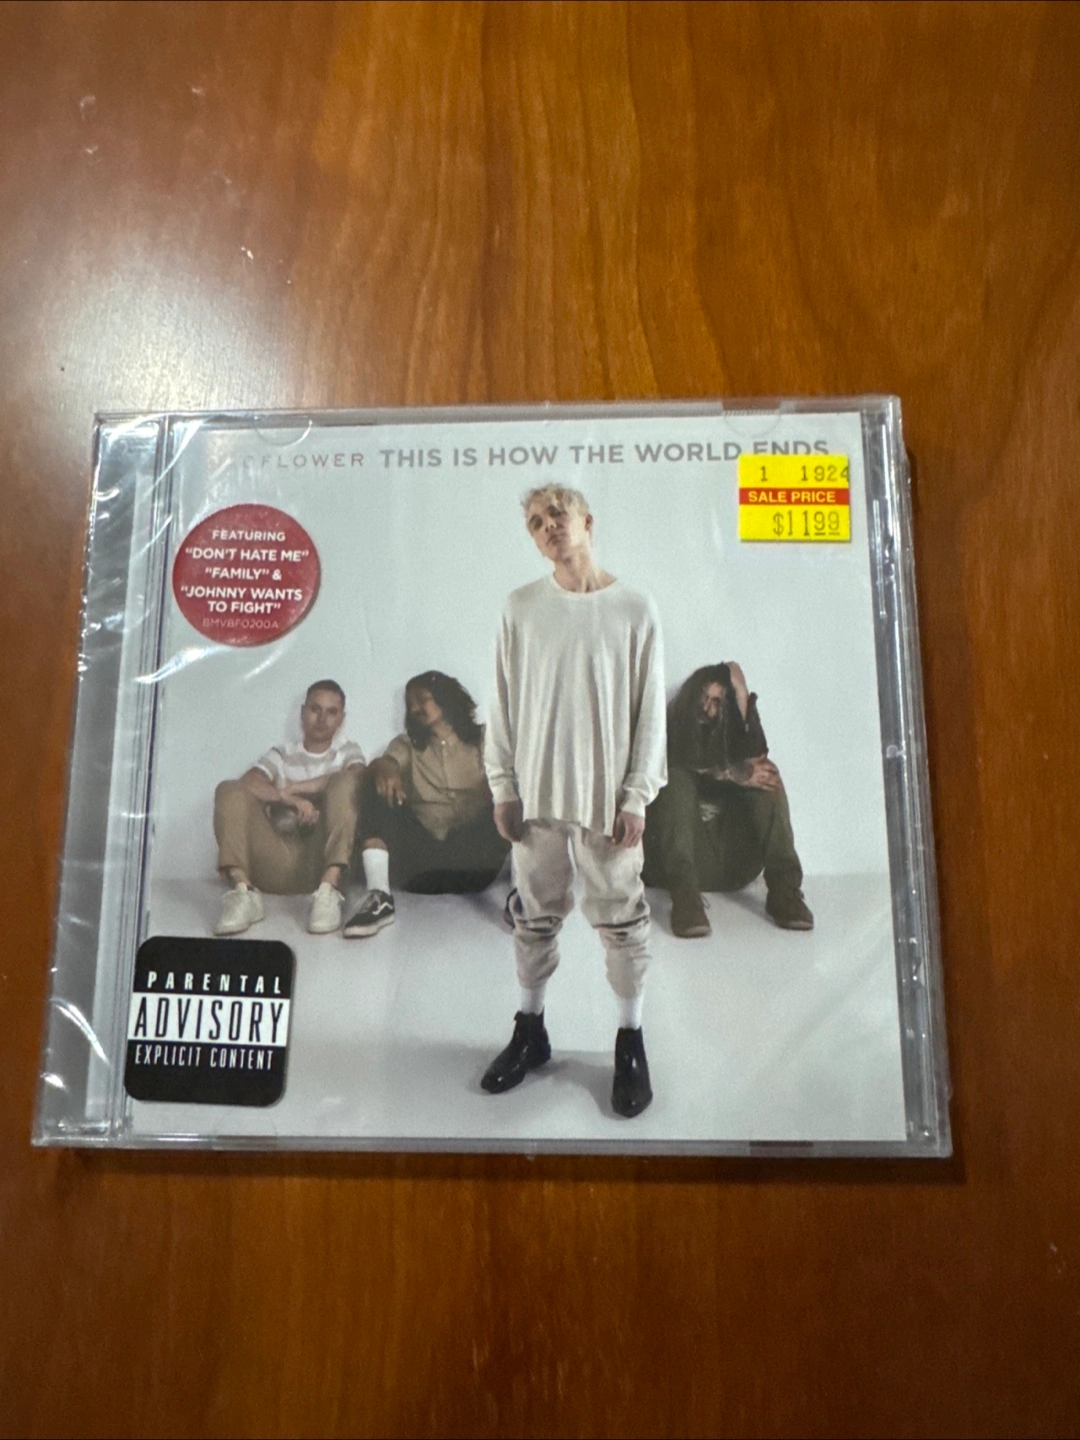 FLOWER THIS IS HOW THE WORLD ENDS
1 1924
SALE PRICE
$11.99
FEATURING
"DON'T HATE ME"
"FAMILY" &
"JOHNNY WANTS
TO FIGHT"
BMVBF0200A
PARENTAL
ADVISORY
EXPLICIT CONTENT